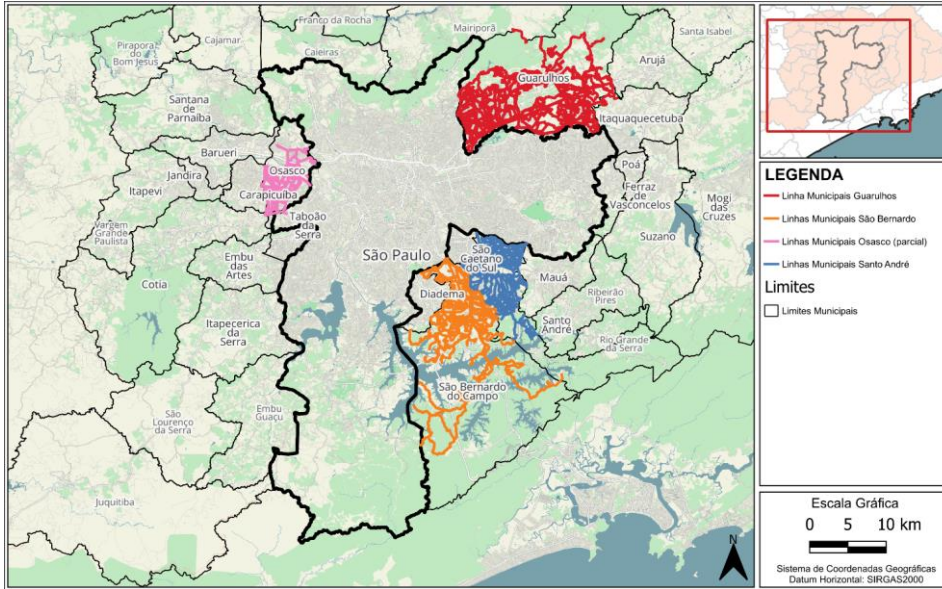 Franco da Rocha
Mairiporã
Santa Isabel
Cajamar
Pirapora
do Bom Jesus
Caieiras
Arujá
Guarulhos
Santana
de Parnaíba
Itaquaquecetuba
Barueri
Osasco
Poá
Jandira
Itapevi
Carapicuíba
Ferraz
de
Vasconcelos
Mogi
das
Cruzes
Vargem Grande
Paulista
Taboão
da
Serra
Suzano
São Paulo
São
Caetano
do Sul
Embu
das
Artes
Mauá
Cotia
Diadema
Ribeirão
Pires
Itapecerica
da Serra
Santo
André
Rio Grande
da Serra
São Bernardo
do Campo
São
Lourenço
da Serra
Embu
Guaçu
Juquitiba
N
LEGENDA
Linha Municipais Guarulhos
Linhas Municipais São Bernardo
Linhas Municipais Osasco (parcial)
Linhas Municipais Santo André
Limites
Limites Municipais
Escala Gráfica
0 5 10 km
Sistema de Coordenadas Geográficas
Datum Horizontal: SIRGAS2000